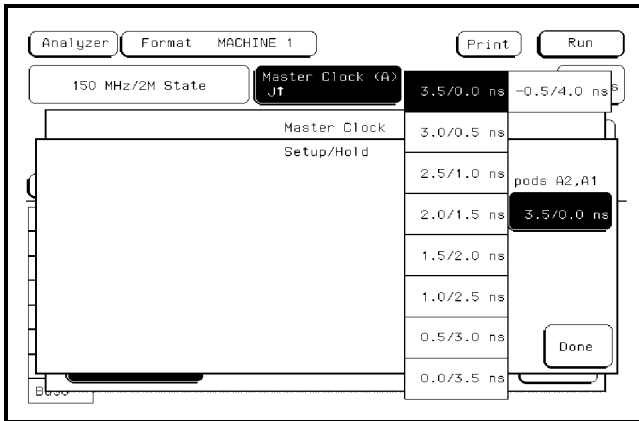 Analyzer Format MACHINE 1 Print Run
150 MHz/2M State
Master Clock (A)
J↑
Master Clock
Setup/Hold
3.5/0.0 ns -0.5/4.0 ns
3.0/0.5 ns
2.5/1.0 ns
2.0/1.5 ns
1.5/2.0 ns
1.0/2.5 ns
0.5/3.0 ns
0.0/3.5 ns
pods A2,A1
3.5/0.0 ns
Done